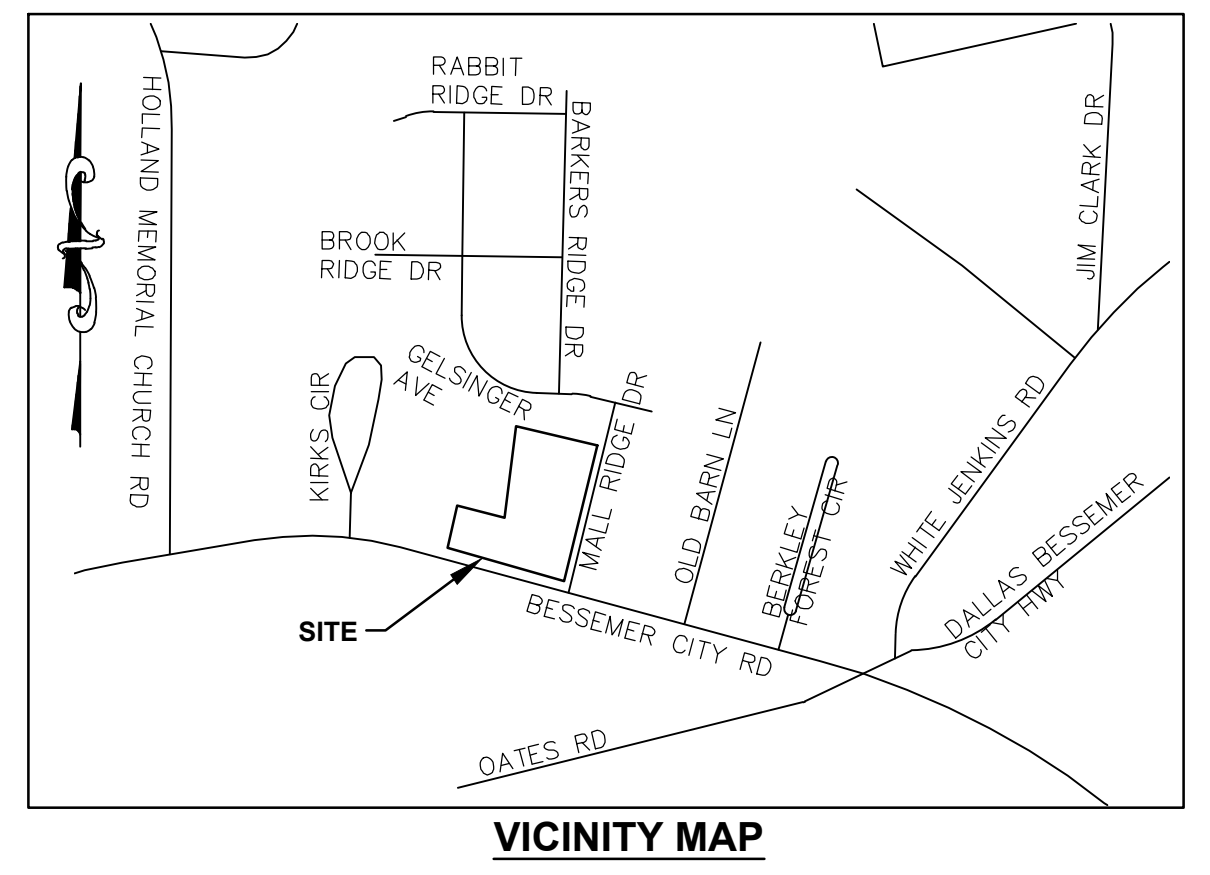 RABBIT
RIDGE DR
HOLLAND MEMORIAL CHURCH RD
BARKERS RIDGE DR
JIM CLARK DR
BROOK
RIDGE DR
GELSINGER
AVE
KIRKS CIR
MALL RIDGE DR
OLD BARN LN
BERKLEY
FOREST CIR
WHITE JENKINS RD
DALLAS BESSEMER
CITY HWY
SITE
BESSEMER CITY RD
OATES RD
VICINITY MAP